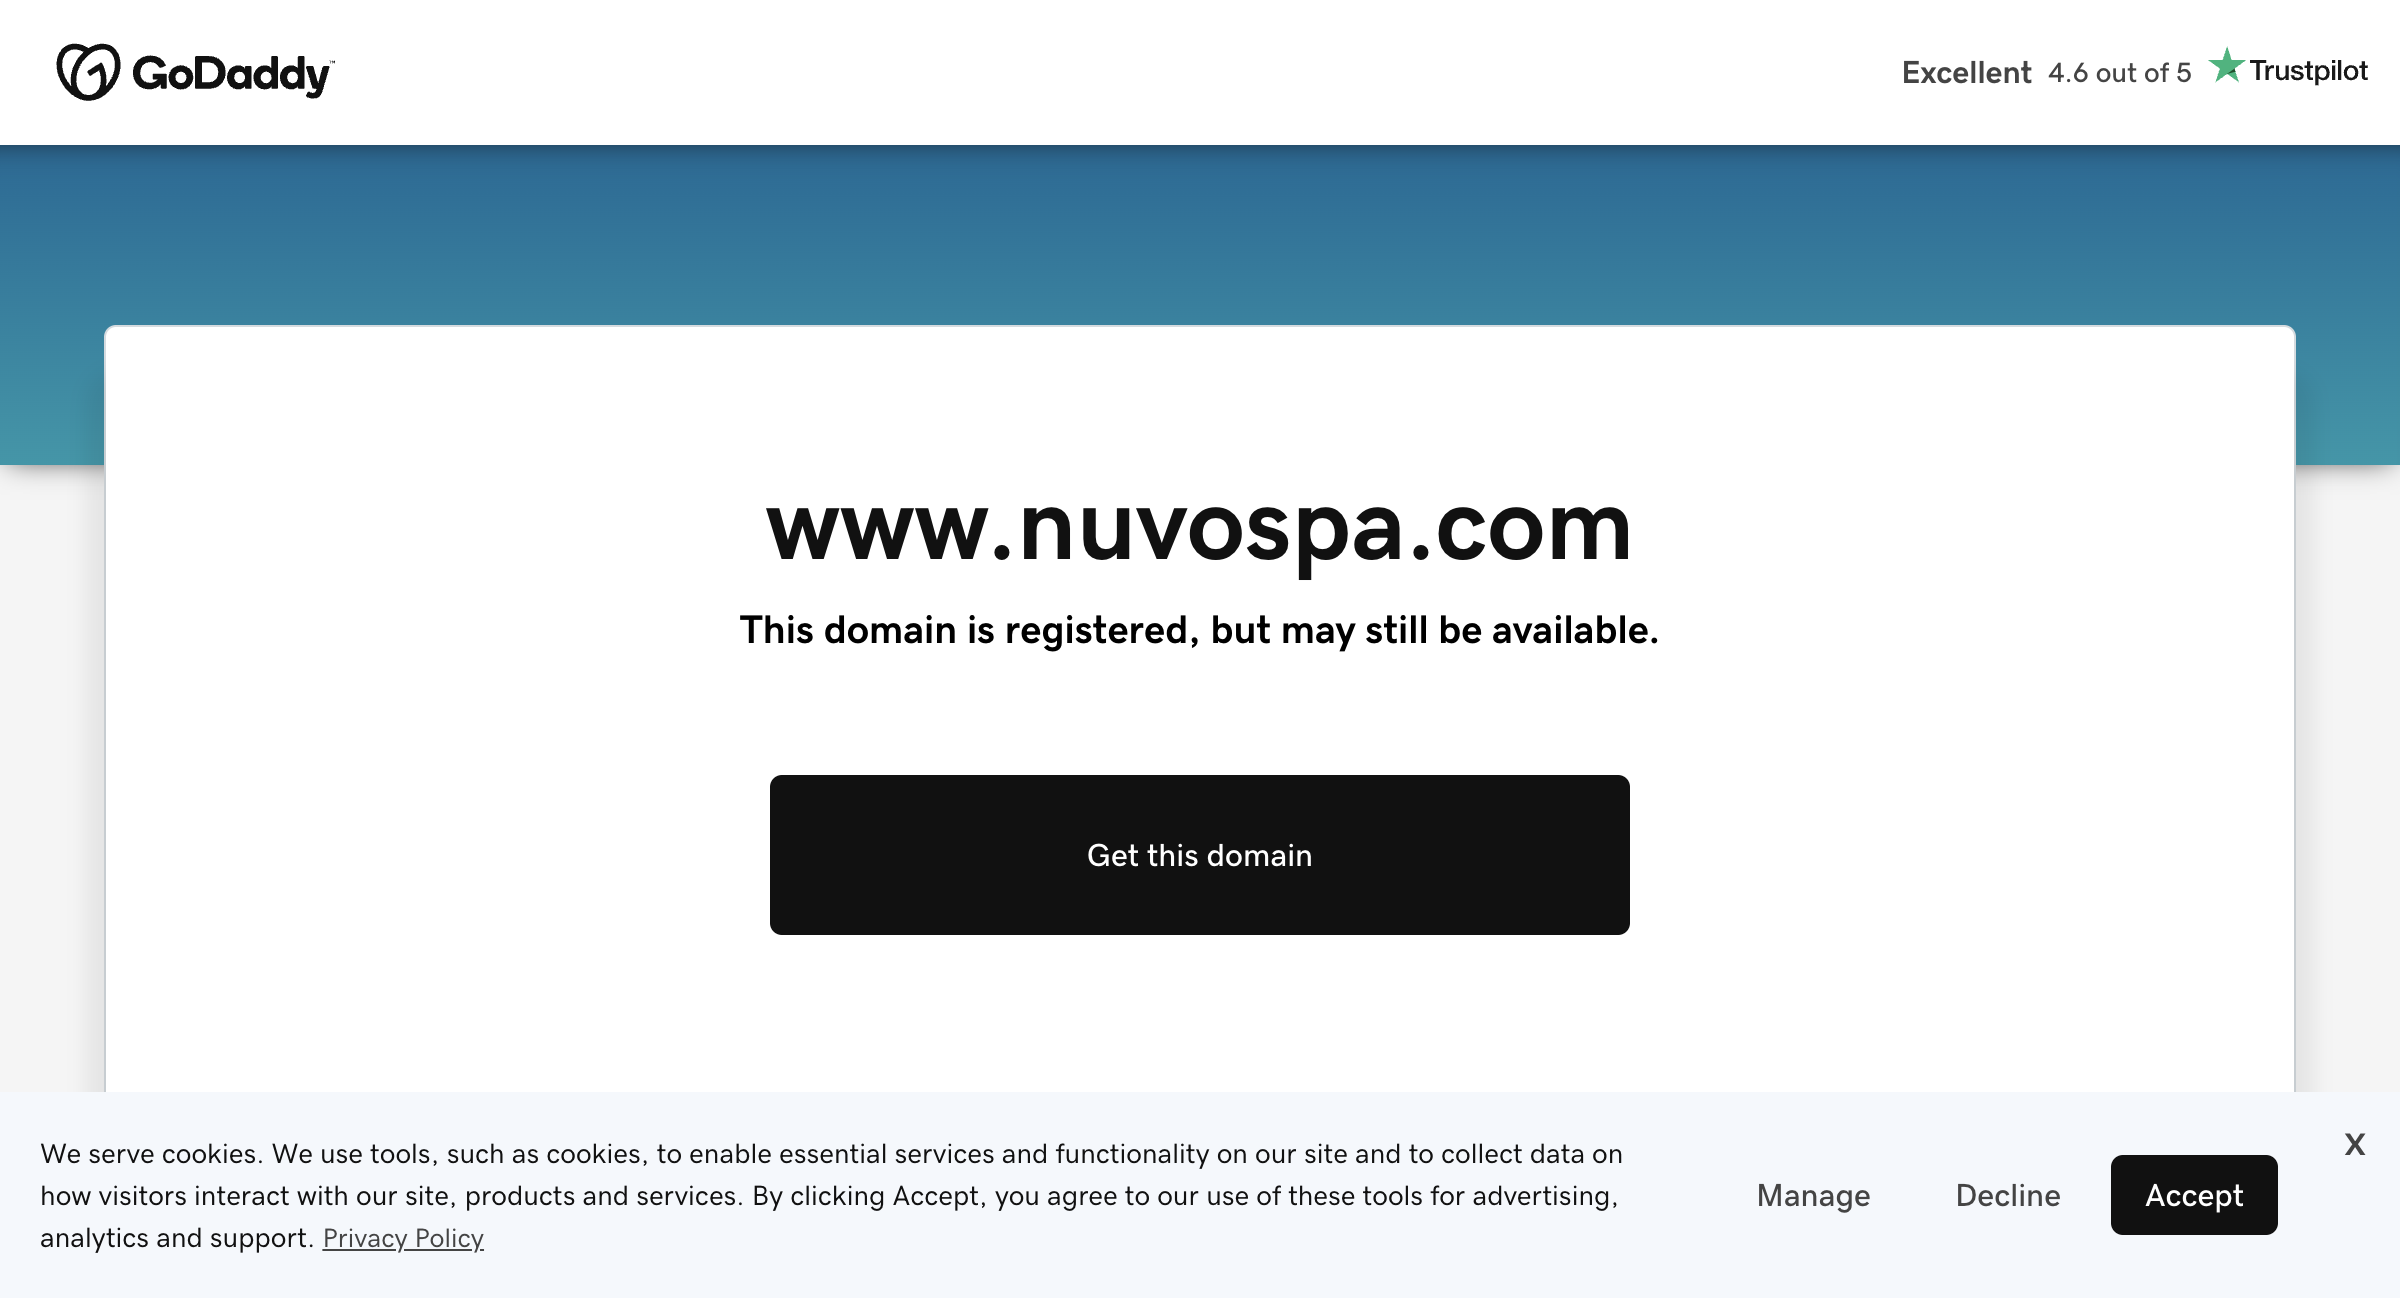 GoDaddy™
Excellent 4.6 out of 5 Trustpilot
www.nuvospa.com
This domain is registered, but may still be available.
Get this domain
We serve cookies. We use tools, such as cookies, to enable essential services and functionality on our site and to collect data on
how visitors interact with our site, products and services. By clicking Accept, you agree to our use of these tools for advertising,
analytics and support. Privacy Policy
Manage
Decline
Accept
X